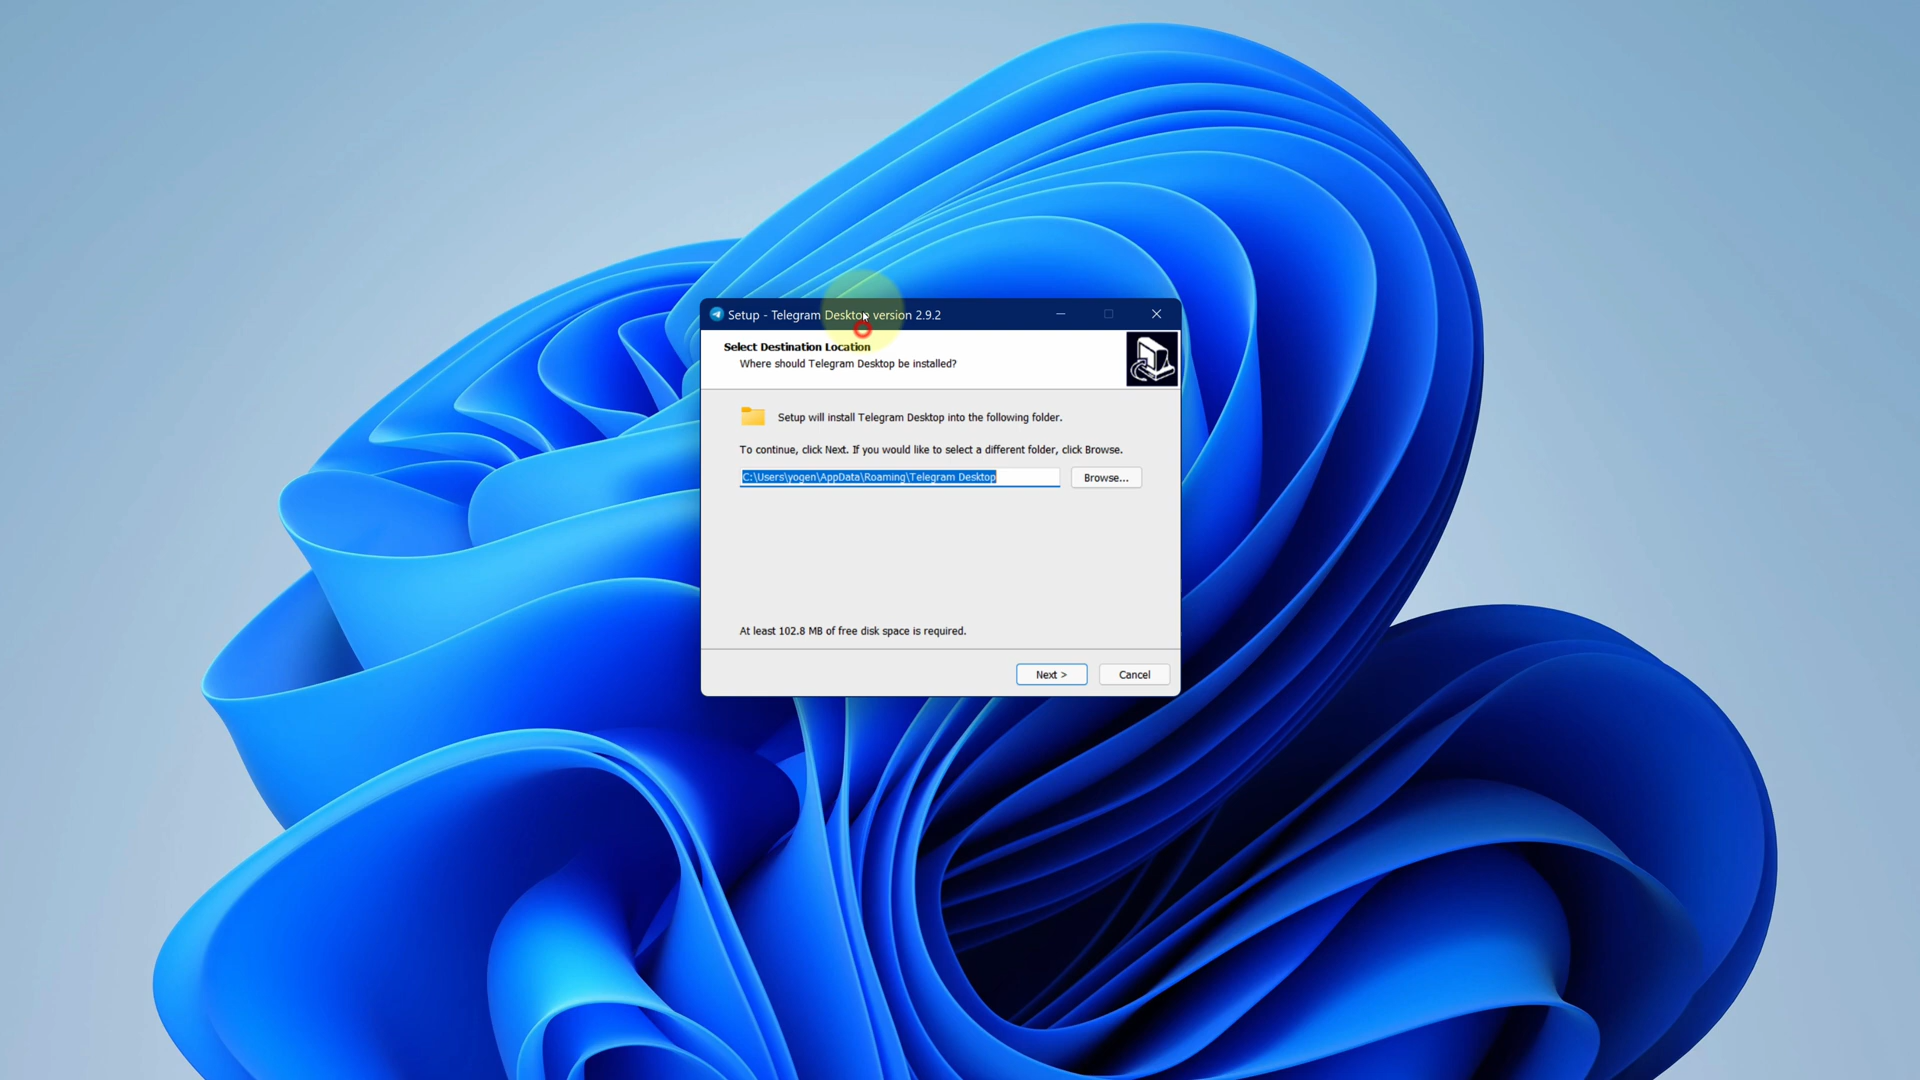 Setup - Telegram Desktop version 2.9.2
Select Destination Location
Where should Telegram Desktop be installed?
Setup will install Telegram Desktop into the following folder.
To continue, click Next. If you would like to select a different folder, click Browse.
C:\Users\yogen\AppData\Roaming\Telegram Desktop
Browse...
At least 102.8 MB of free disk space is required.
Next >
Cancel